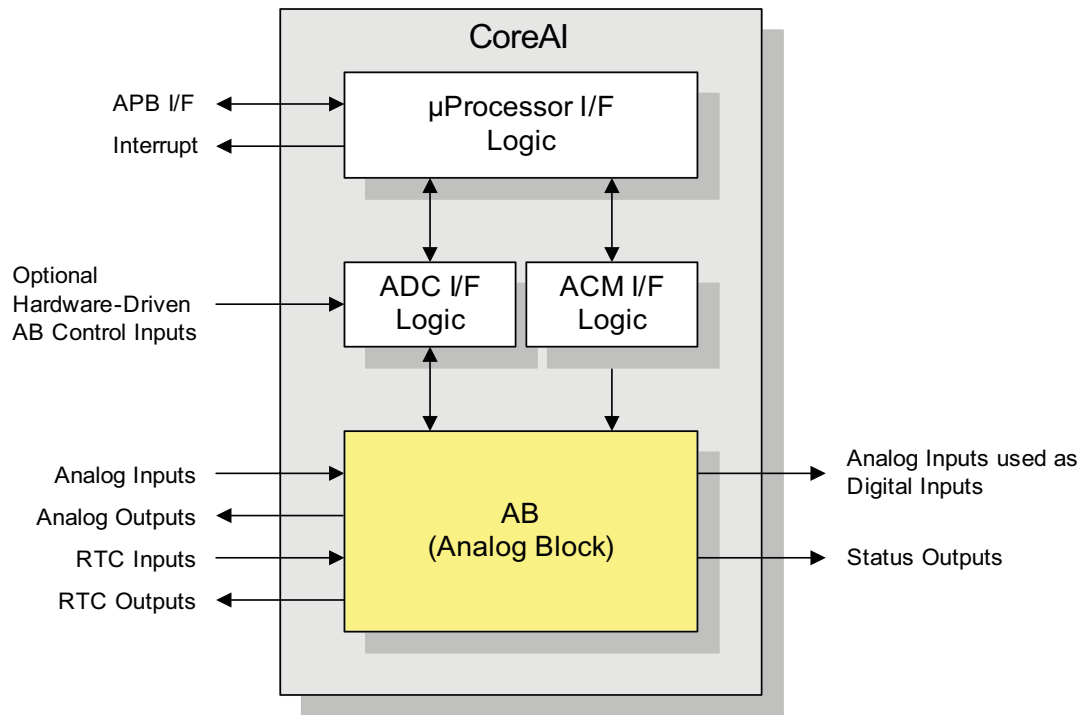 CoreAI
APB I/F
Interrupt
µProcessor I/F
Logic
Optional
Hardware-Driven
AB Control Inputs
ADC I/F
Logic
ACM I/F
Logic
Analog Inputs
Analog Outputs
RTC Inputs
RTC Outputs
AB
(Analog Block)
Analog Inputs used as
Digital Inputs
Status Outputs